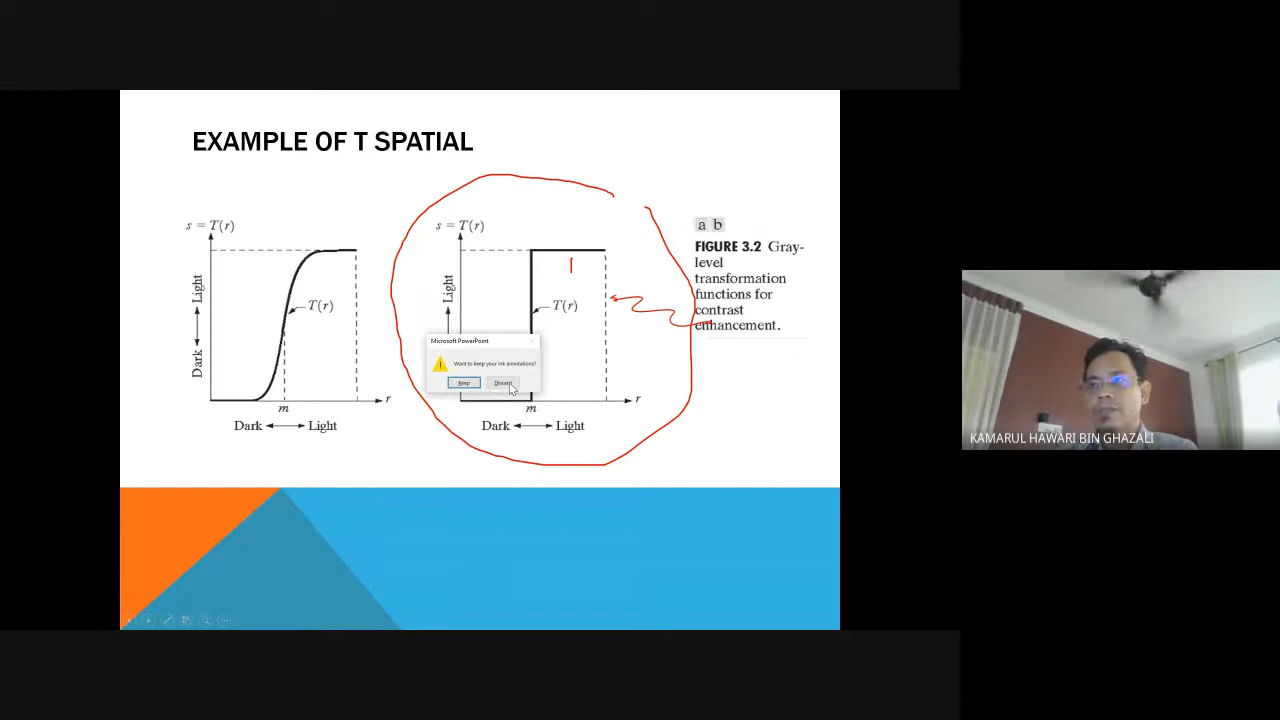 EXAMPLE OF T SPATIAL
s = T(r)
Light
Dark
T(r)
m
r
Dark
Light
s = T(r)
Light
1
T(r)
m
r
Dark
Light
a b
FIGURE 3.2 Gray-
level
transformation
functions for
contrast
enhancement.
Microsoft PowerPoint
Want to keep your ink annotations?
Keep
Discard
KAMARUL HAWARI BIN GHAZALI